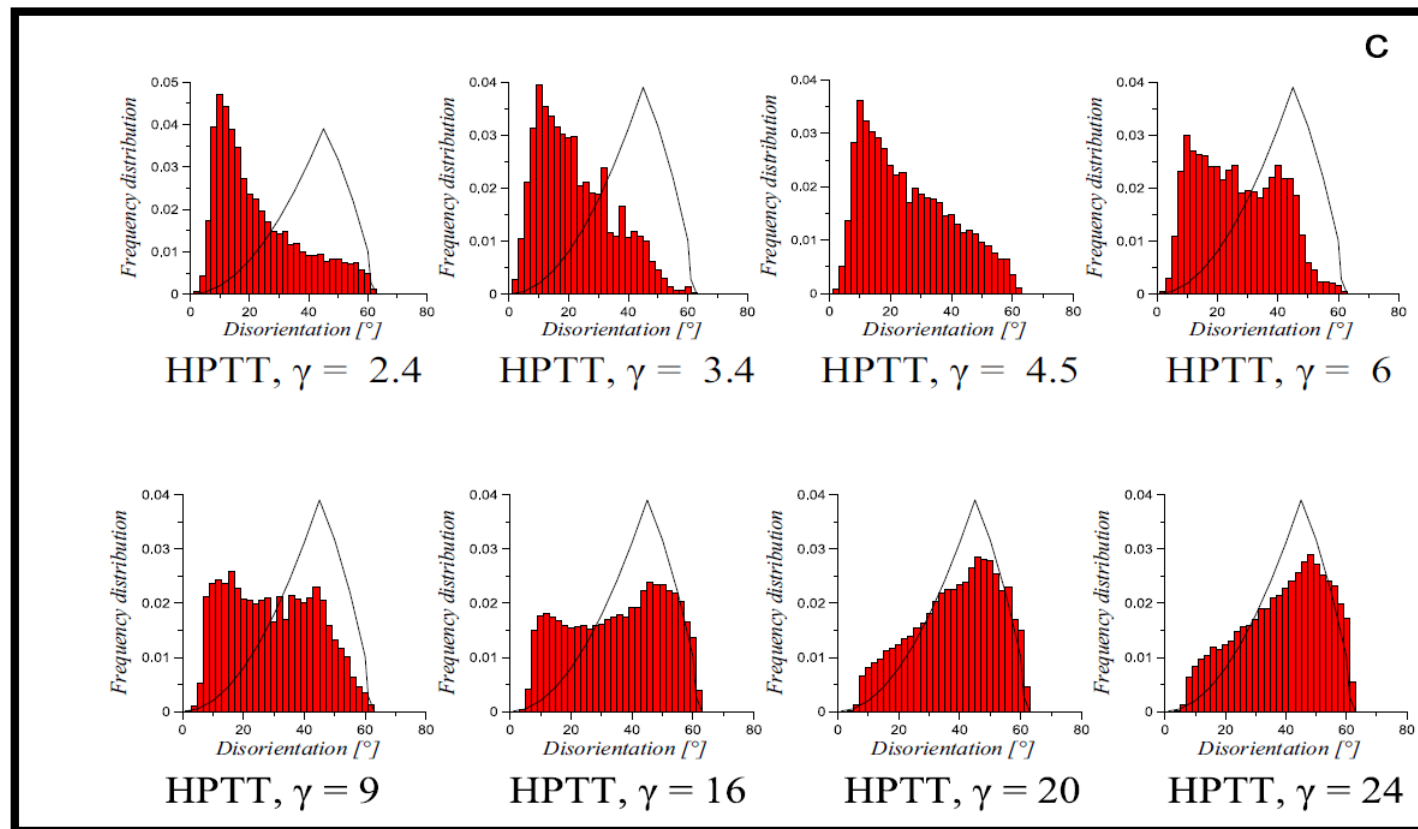 C
0.05
0.04
0.03
0.02
0.01
0
Frequency distribution
0 20 40 60 80
Disorientation [°]
HPTT, γ = 2.4
0.04
0.03
0.02
0.01
0
Frequency distribution
0 20 40 60 80
Disorientation [°]
HPTT, γ = 3.4
0.04
0.03
0.02
0.01
0
Frequency distribution
0 20 40 60 80
Disorientation [°]
HPTT, γ = 4.5
0.04
0.03
0.02
0.01
0
Frequency distribution
0 20 40 60 80
Disorientation [°]
HPTT, γ = 6
0.04
0.03
0.02
0.01
0
Frequency distribution
0 20 40 60 80
Disorientation [°]
HPTT, γ = 9
0.04
0.03
0.02
0.01
0
Frequency distribution
0 20 40 60 80
Disorientation [°]
HPTT, γ = 16
0.04
0.03
0.02
0.01
0
Frequency distribution
0 20 40 60 80
Disorientation [°]
HPTT, γ = 20
0.04
0.03
0.02
0.01
0
Frequency distribution
0 20 40 60 80
Disorientation [°]
HPTT, γ = 24